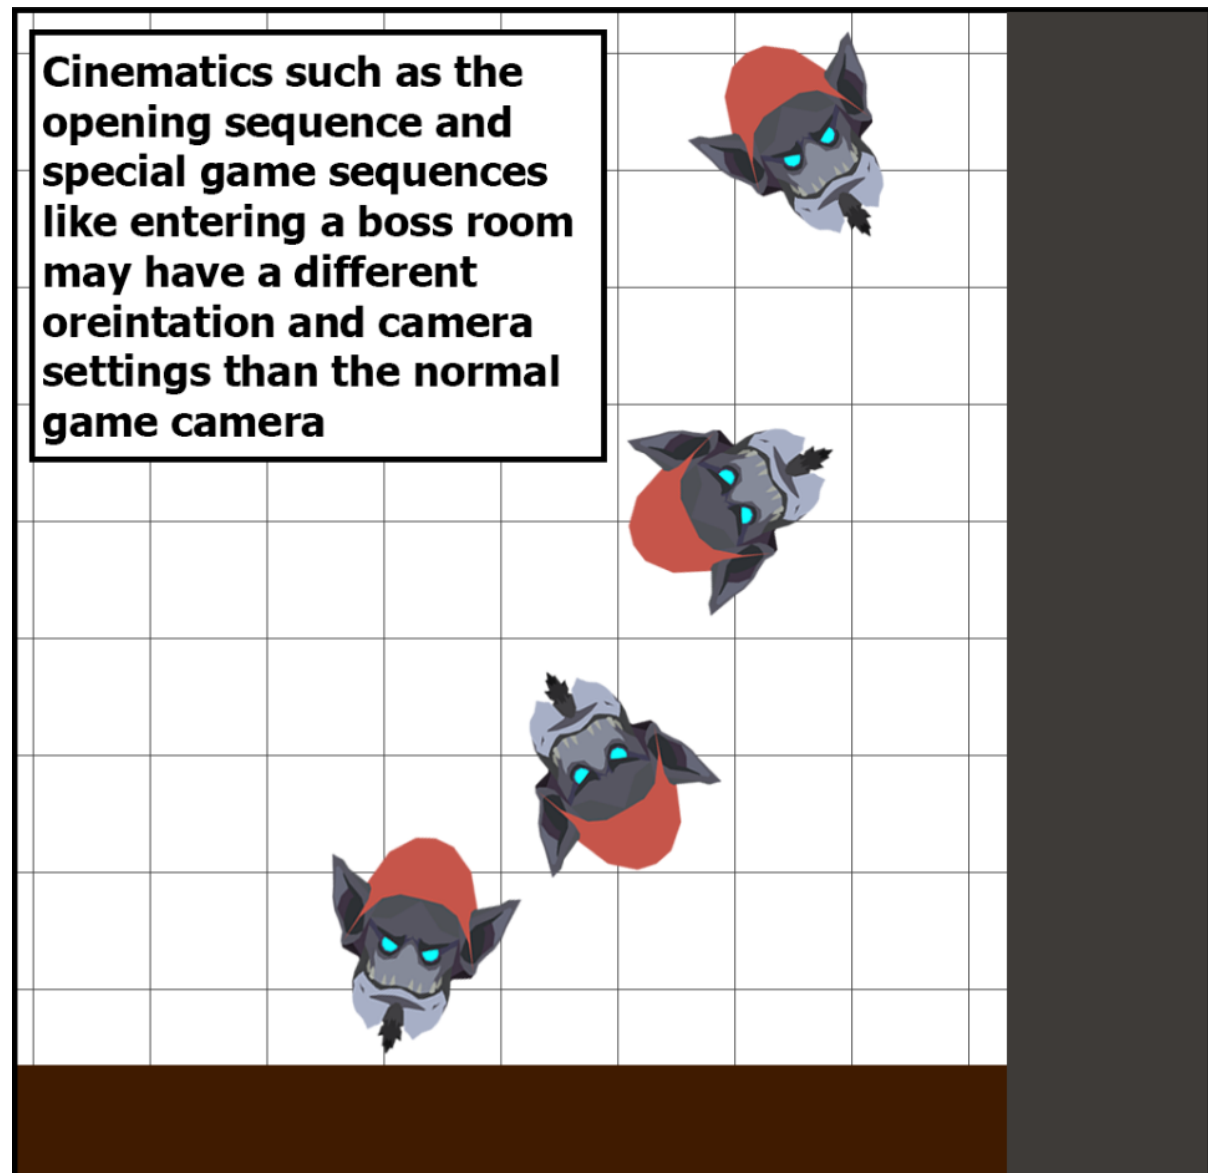 Cinematics such as the
opening sequence and
special game sequences
like entering a boss room
may have a different
oreintation and camera
settings than the normal
game camera